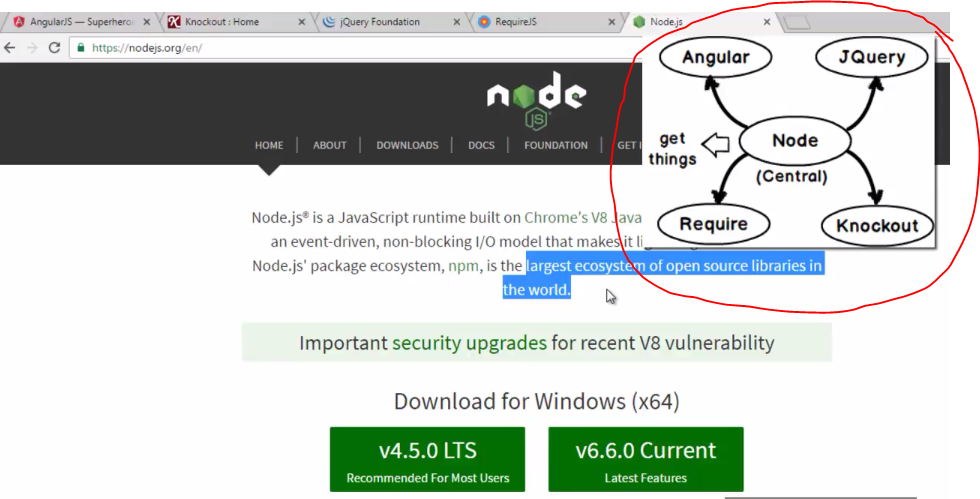 AngularJS — Superheroi
Knockout : Home
jQuery Foundation
RequireJS
Node.js
https://nodejs.org/en/
node
JS
HOME
ABOUT
DOWNLOADS
DOCS
FOUNDATION
GET
Angular
JQuery
get
things
Node
(Central)
Require
Knockout
Node.js® is a JavaScript runtime built on Chrome's V8 Java
an event-driven, non-blocking I/O model that makes it
Node.js' package ecosystem, npm, is the largest ecosystem of open source libraries in
the world.
Important security upgrades for recent V8 vulnerability
Download for Windows (x64)
v4.5.0 LTS
Recommended For Most Users
v6.6.0 Current
Latest Features